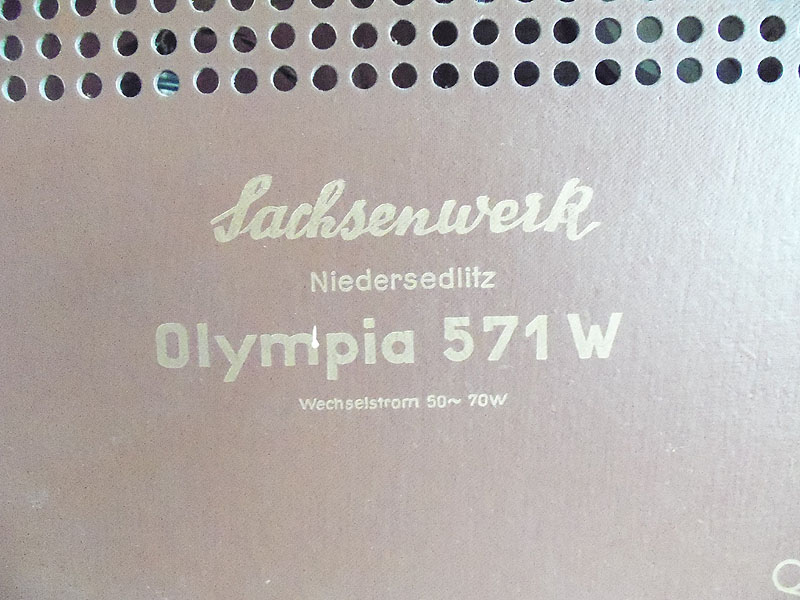 Sachsenwerk
Niedersedlitz
Olympia 571 W
Wechselstrom 50~ 70W